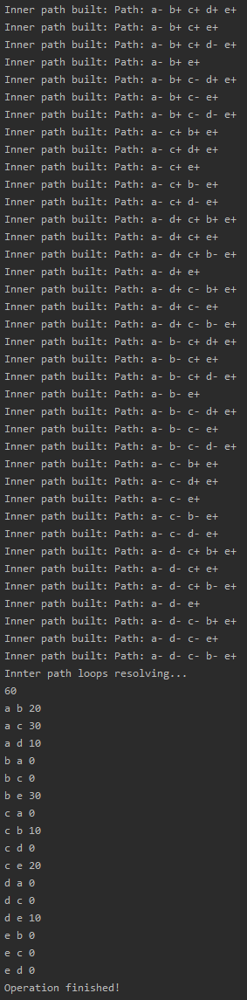 Inner path built: Path: a- b+ c+ d+ e+
Inner path built: Path: a- b+ c+ e+
Inner path built: Path: a- b+ c+ d- e+
Inner path built: Path: a- b+ e+
Inner path built: Path: a- b+ c- d+ e+
Inner path built: Path: a- b+ c- e+
Inner path built: Path: a- b+ c- d- e+
Inner path built: Path: a- c+ b+ e+
Inner path built: Path: a- c+ d+ e+
Inner path built: Path: a- c+ e+
Inner path built: Path: a- c+ b- e+
Inner path built: Path: a- c+ d- e+
Inner path built: Path: a- d+ c+ b+ e+
Inner path built: Path: a- d+ c+ e+
Inner path built: Path: a- d+ c+ b- e+
Inner path built: Path: a- d+ e+
Inner path built: Path: a- d+ c- b+ e+
Inner path built: Path: a- d+ c- e+
Inner path built: Path: a- d+ c- b- e+
Inner path built: Path: a- b- c+ d+ e+
Inner path built: Path: a- b- c+ e+
Inner path built: Path: a- b- c+ d- e+
Inner path built: Path: a- b- e+
Inner path built: Path: a- b- c- d+ e+
Inner path built: Path: a- b- c- e+
Inner path built: Path: a- b- c- d- e+
Inner path built: Path: a- c- b+ e+
Inner path built: Path: a- c- d+ e+
Inner path built: Path: a- c- e+
Inner path built: Path: a- c- b- e+
Inner path built: Path: a- c- d- e+
Inner path built: Path: a- d- c+ b+ e+
Inner path built: Path: a- d- c+ e+
Inner path built: Path: a- d- c+ b- e+
Inner path built: Path: a- d- e+
Inner path built: Path: a- d- c- b+ e+
Inner path built: Path: a- d- c- e+
Inner path built: Path: a- d- c- b- e+
Innter path loops resolving...
60
a b 20
a c 30
a d 10
b a 0
b c 0
b e 30
c a 0
c b 10
c d 0
c e 20
d a 0
d c 0
d e 10
e b 0
e c 0
e d 0
Operation finished!